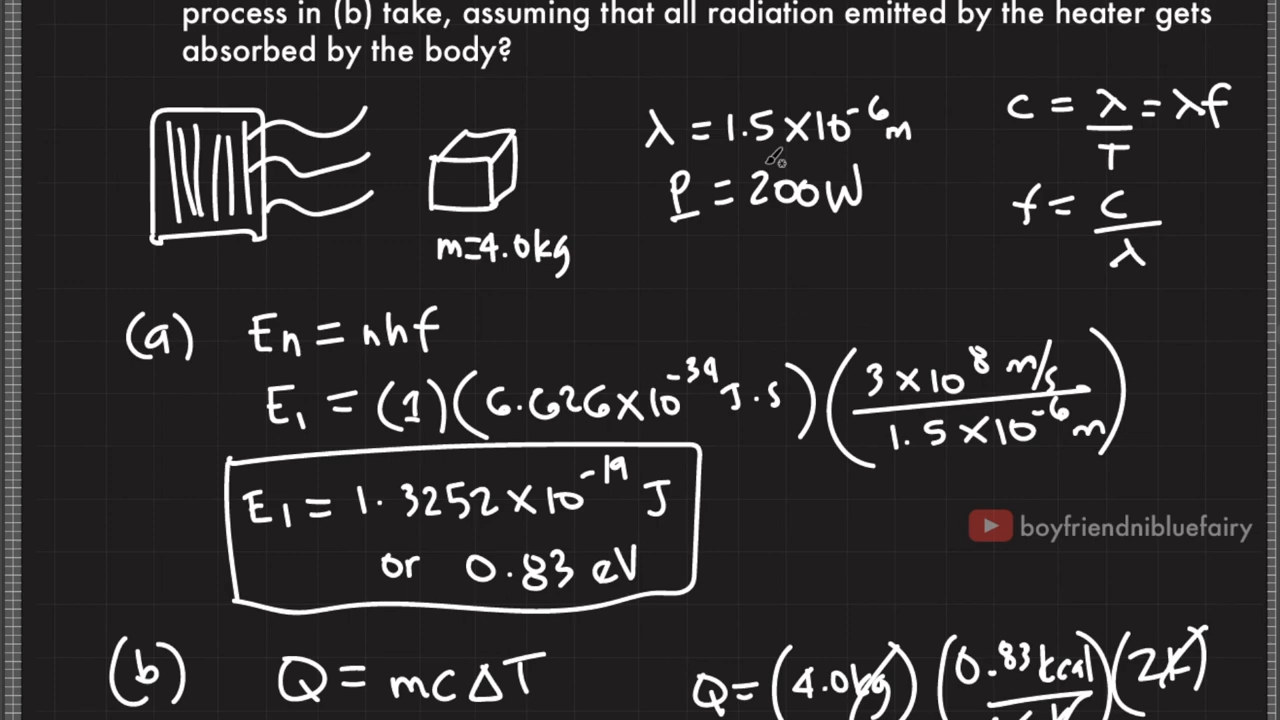 process in (b) take, assuming that all radiation emitted by the heater gets
absorbed by the body?
λ = 1.5 × 10⁻⁶ m
P = 200W
m=4.0kg
c = λ/T = λf
f = c/λ
(a) En = nhf
E₁ = (1)(6.626×10⁻³⁴ J·s)(3×10⁸ m/s / 1.5×10⁻⁶ m)
E₁ = 1.3252 × 10⁻¹⁹ J
or 0.83 eV
boyfriendnibluefairy
(b) Q = mcΔT
Q = (4.0kg)(0.83kcal)(2K)